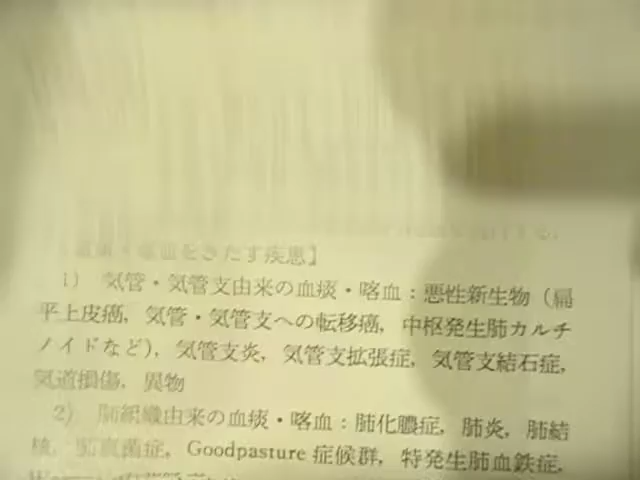 をきたす疾患】
1) 気管・気管支由来の血痰・喀血：悪性新生物（扁
平上皮癌，気管・気管支への転移癌，中枢発生肺カルチ
ノイドなど），気管支炎，気管支拡張症，気管支結石症，
気道損傷，異物
2) 肺組織由来の血痰・喀血：肺化膿症，肺炎，肺結
核，肺真菌症，Goodpasture 症候群，特発生肺血鉄症，